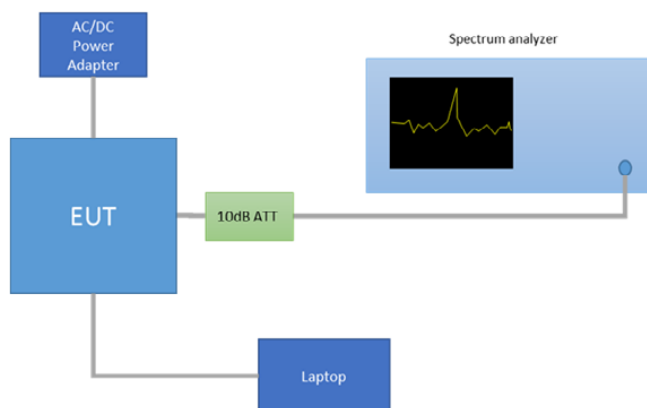 AC/DC
Power
Adapter
Spectrum analyzer
EUT
10dB ATT
Laptop